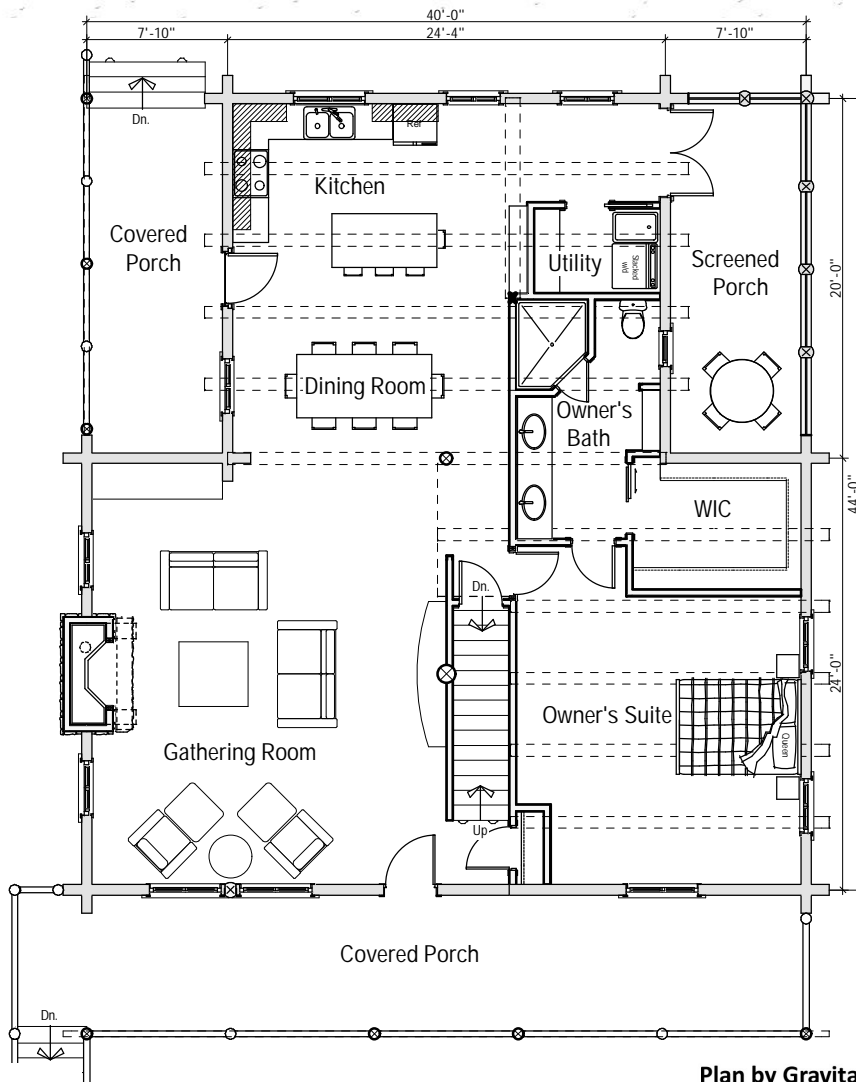 40'-0"
7'-10" 24'-4" 7'-10"
Dn.
Ref
Kitchen
Covered
Porch
Utility
Stacked
w/d
Screened
Porch
20'-0"
Dining Room
Owner's
Bath
WIC
44'-0"
Dn.
24'-0"
Owner's Suite
Queen
Gathering Room
Up
Covered Porch
Dn.
Plan by Gravita